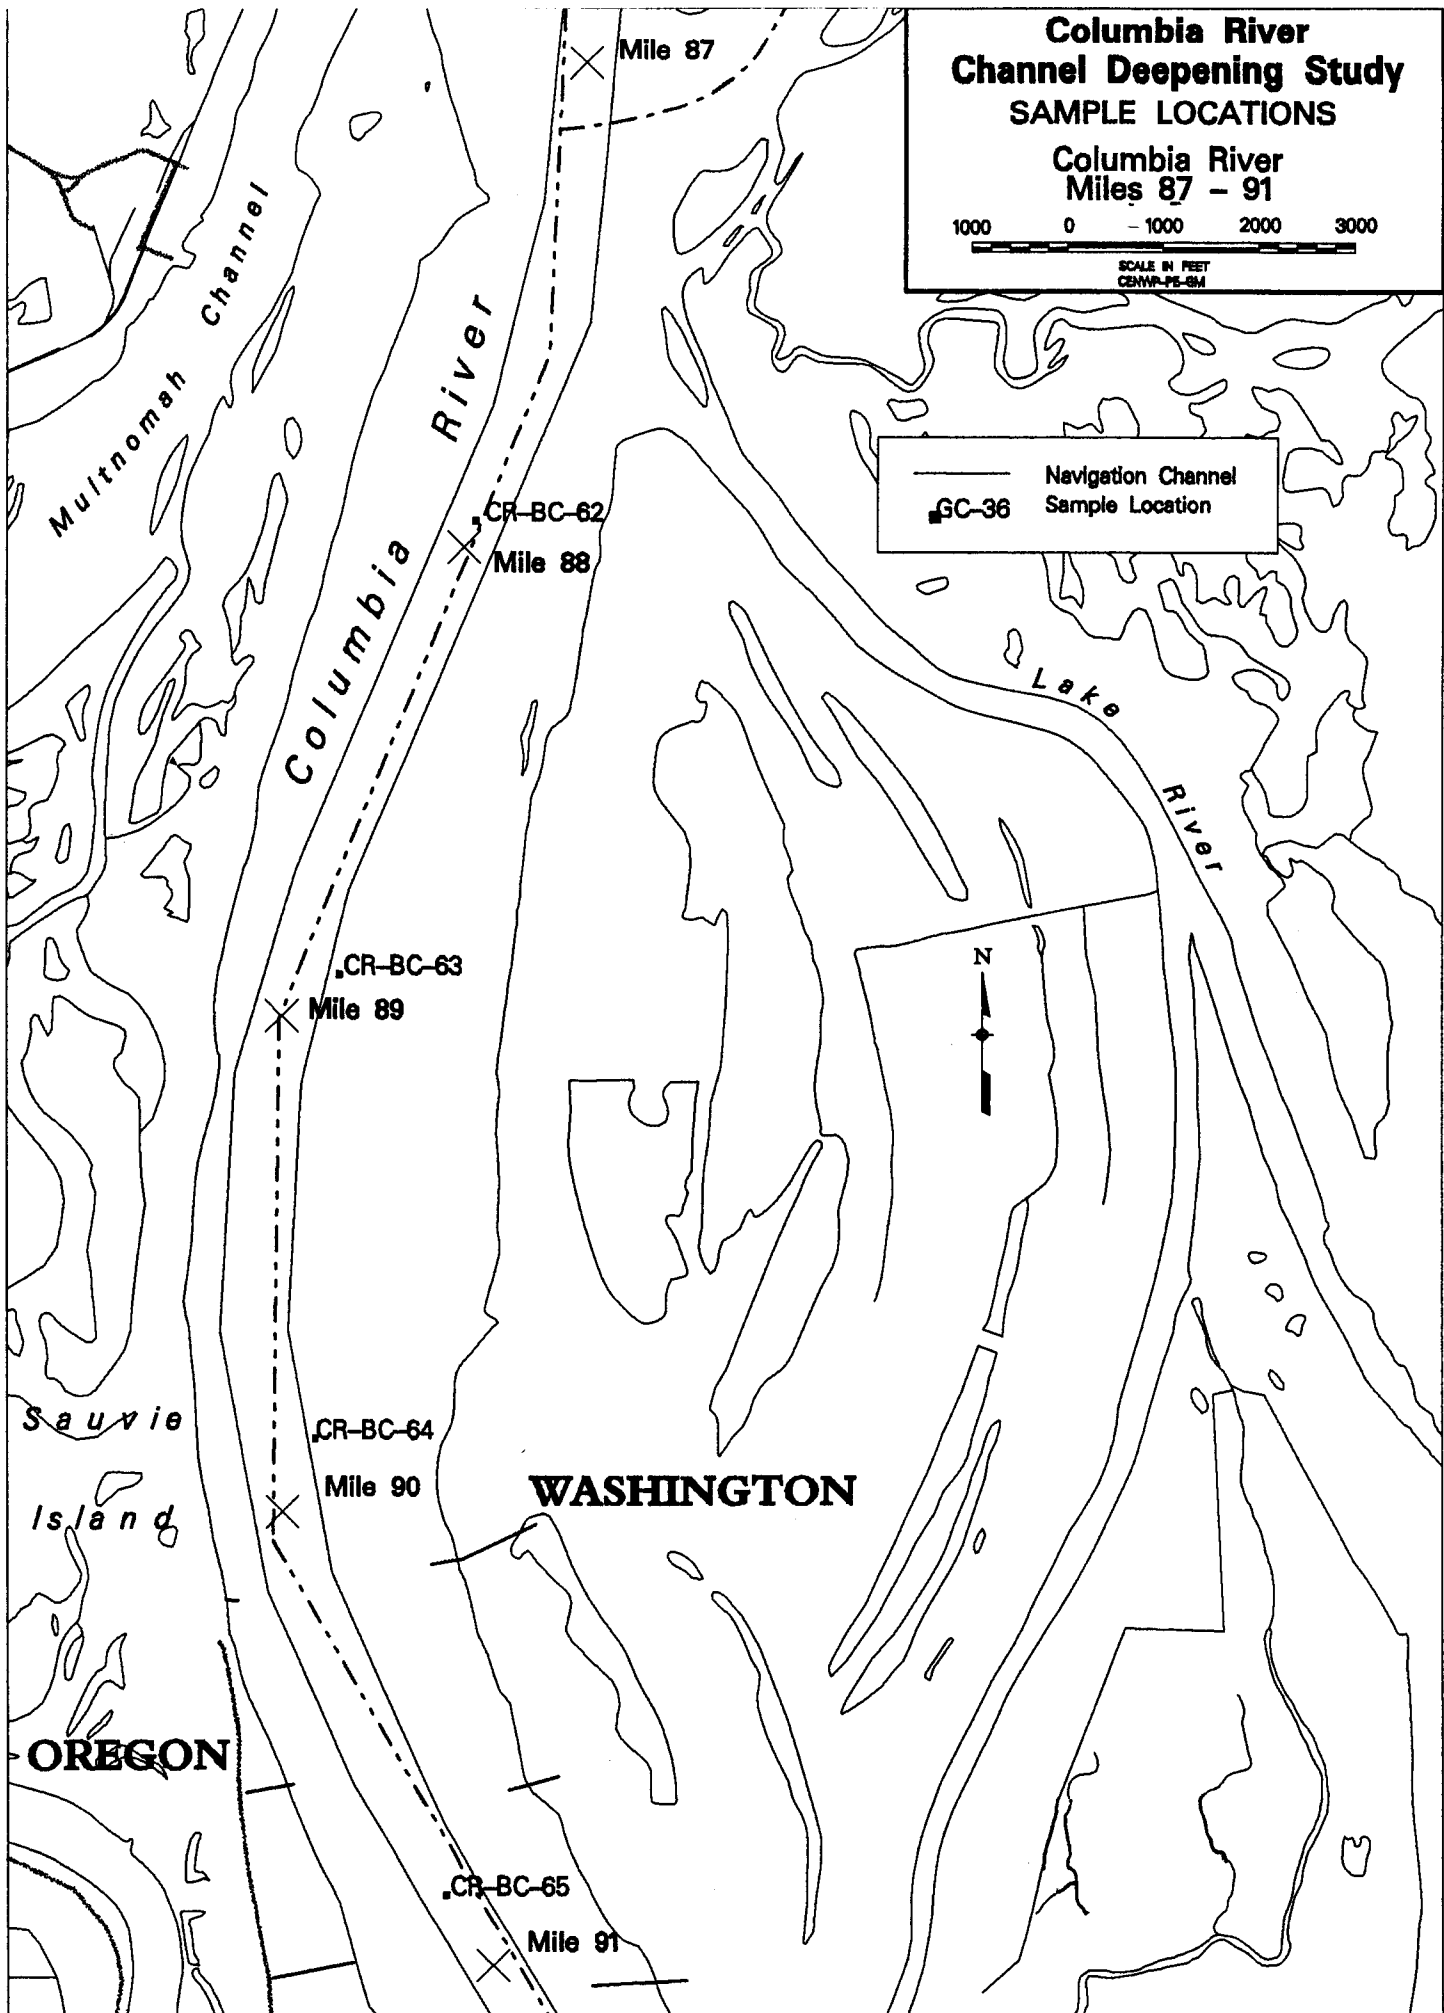 Columbia River
Channel Deepening Study
SAMPLE LOCATIONS
Columbia River
Miles 87 – 91
1000 0 1000 2000 3000
SCALE IN FEET
CENWP-PE-GM
Navigation Channel
GC–36 Sample Location
Mile 87
Multnomah Channel
Columbia River
CR–BC–62
Mile 88
Lake River
CR–BC–63
Mile 89
N
Sauvie
Island
CR–BC–64
Mile 90
WASHINGTON
OREGON
CR–BC–65
Mile 91